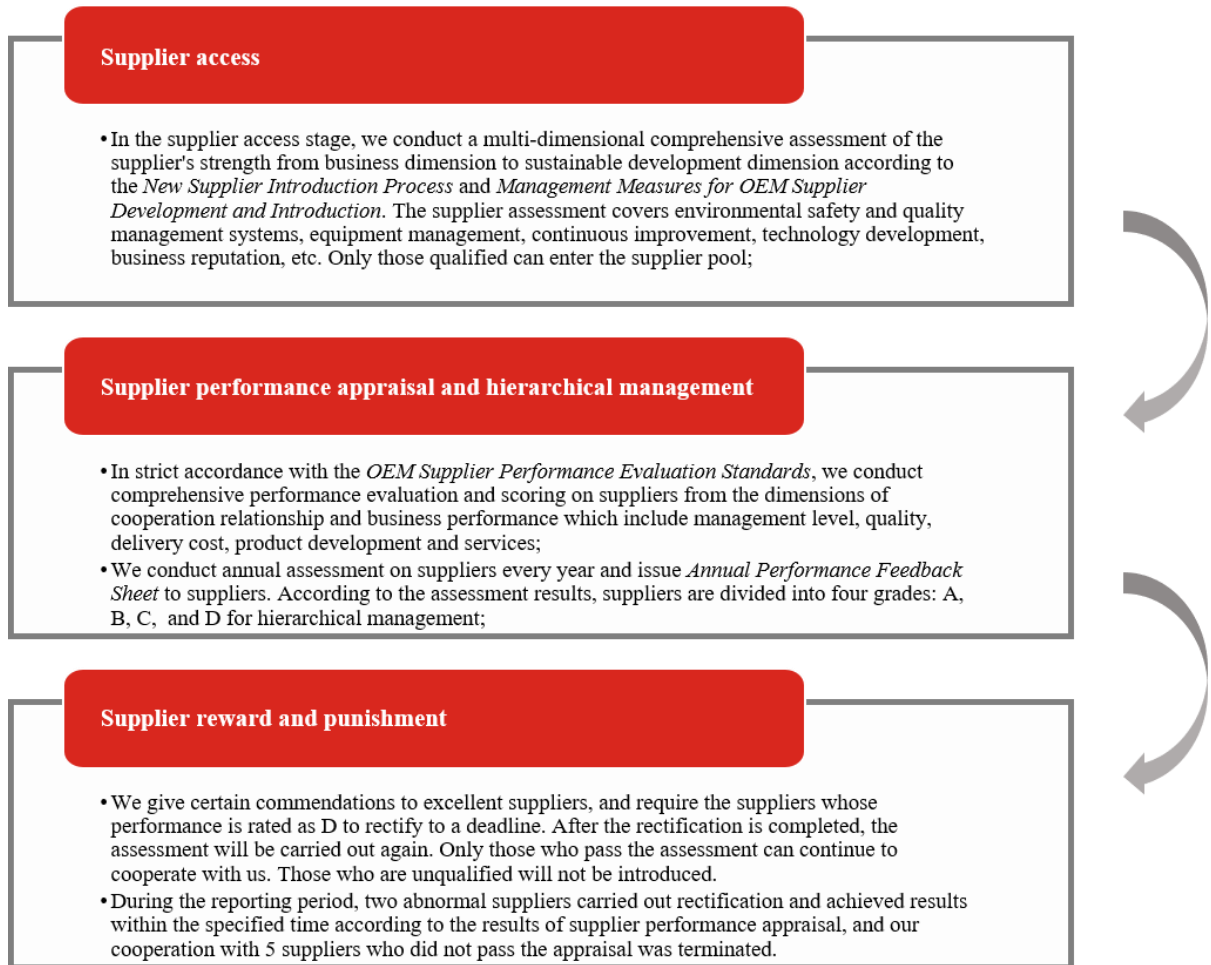 Supplier access
•In the supplier access stage, we conduct a multi-dimensional comprehensive assessment of the
supplier's strength from business dimension to sustainable development dimension according to
the New Supplier Introduction Process and Management Measures for OEM Supplier
Development and Introduction. The supplier assessment covers environmental safety and quality
management systems, equipment management, continuous improvement, technology development,
business reputation, etc. Only those qualified can enter the supplier pool;
Supplier performance appraisal and hierarchical management
•In strict accordance with the OEM Supplier Performance Evaluation Standards, we conduct
comprehensive performance evaluation and scoring on suppliers from the dimensions of
cooperation relationship and business performance which include management level, quality,
delivery cost, product development and services;
•We conduct annual assessment on suppliers every year and issue Annual Performance Feedback
Sheet to suppliers. According to the assessment results, suppliers are divided into four grades: A,
B, C, and D for hierarchical management;
Supplier reward and punishment
•We give certain commendations to excellent suppliers, and require the suppliers whose
performance is rated as D to rectify to a deadline. After the rectification is completed, the
assessment will be carried out again. Only those who pass the assessment can continue to
cooperate with us. Those who are unqualified will not be introduced.
•During the reporting period, two abnormal suppliers carried out rectification and achieved results
within the specified time according to the results of supplier performance appraisal, and our
cooperation with 5 suppliers who did not pass the appraisal was terminated.